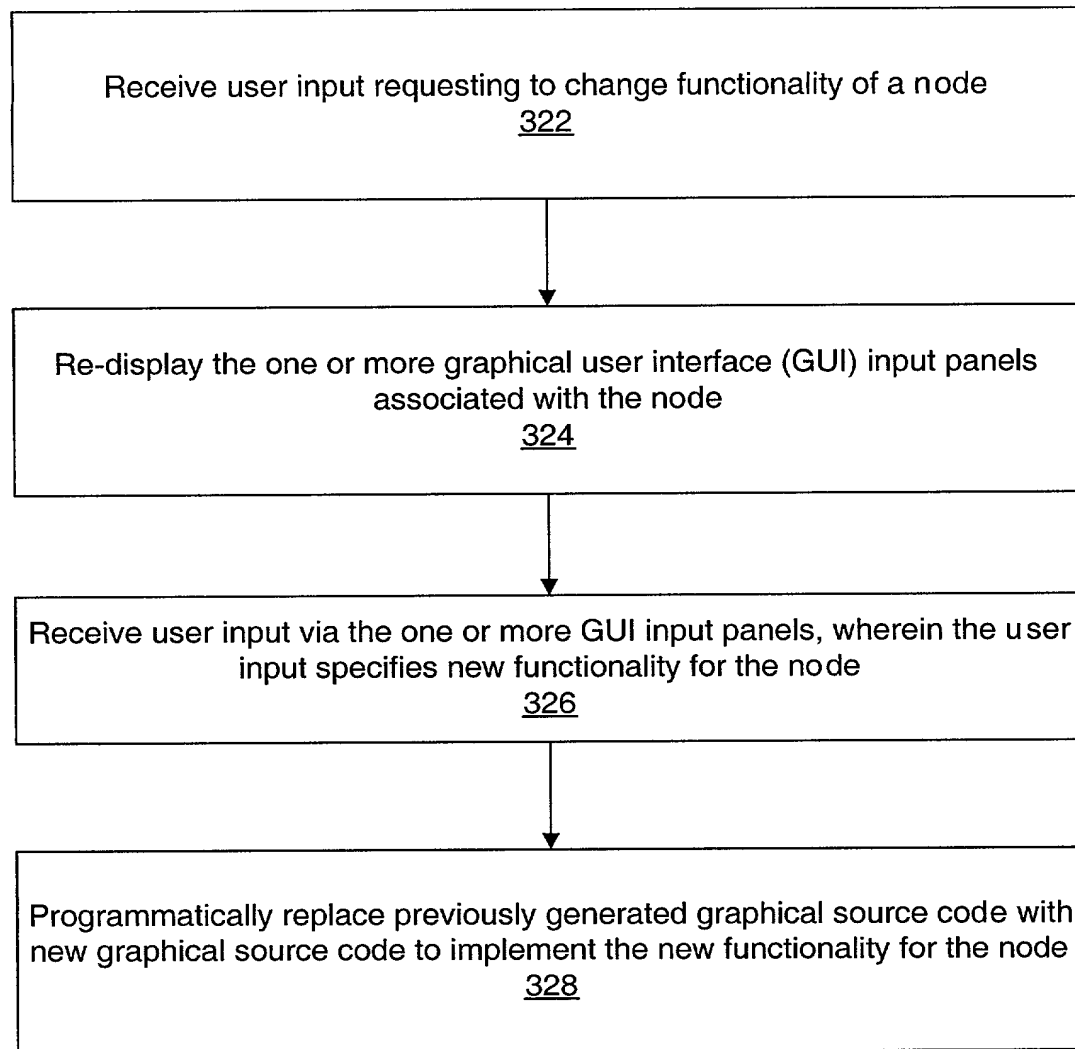 Receive user input requesting to change functionality of a node
322
Re-display the one or more graphical user interface (GUI) input panels
associated with the node
324
Receive user input via the one or more GUI input panels, wherein the user
input specifies new functionality for the node
326
Programmatically replace previously generated graphical source code with
new graphical source code to implement the new functionality for the node
328